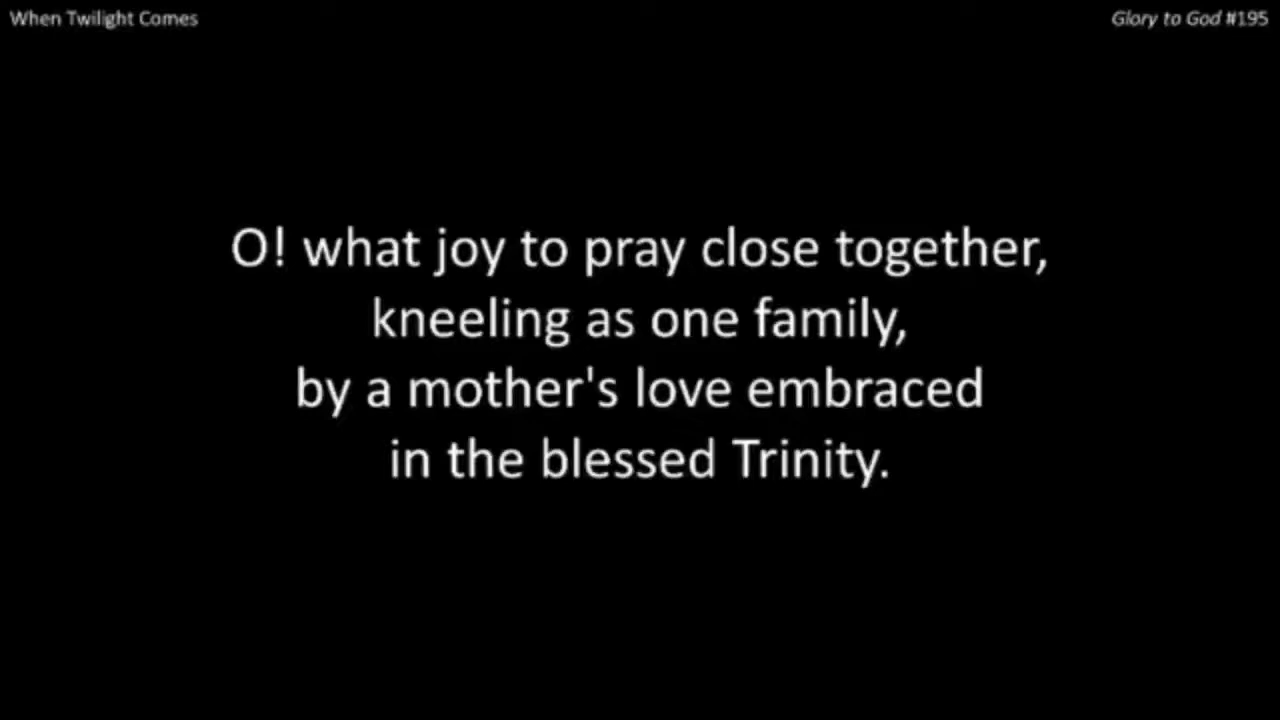 When Twilight Comes
Glory to God #195
O! what joy to pray close together,
kneeling as one family,
by a mother's love embraced
in the blessed Trinity.